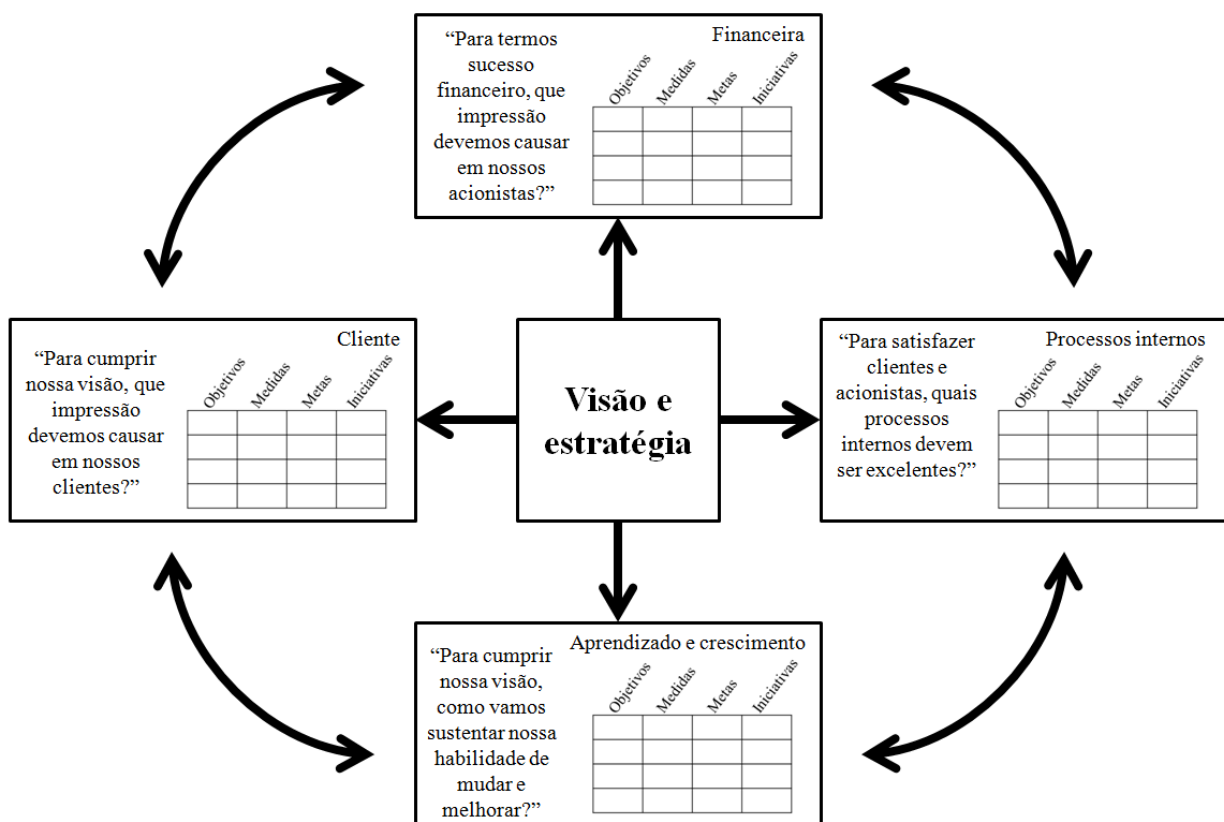 Financeira
“Para termos
sucesso
financeiro, que
impressão
devemos causar
em nossos
acionistas?”
Objetivos
Medidas
Metas
Iniciativas
Cliente
“Para cumprir
nossa visão, que
impressão
devemos causar
em nossos
clientes?”
Objetivos
Medidas
Metas
Iniciativas
Visão e
estratégia
Processos internos
“Para satisfazer
clientes e
acionistas, quais
processos
internos devem
ser excelentes?”
Objetivos
Medidas
Metas
Iniciativas
Aprendizado e crescimento
“Para cumprir
nossa visão,
como vamos
sustentar nossa
habilidade de
mudar e
melhorar?”
Objetivos
Medidas
Metas
Iniciativas